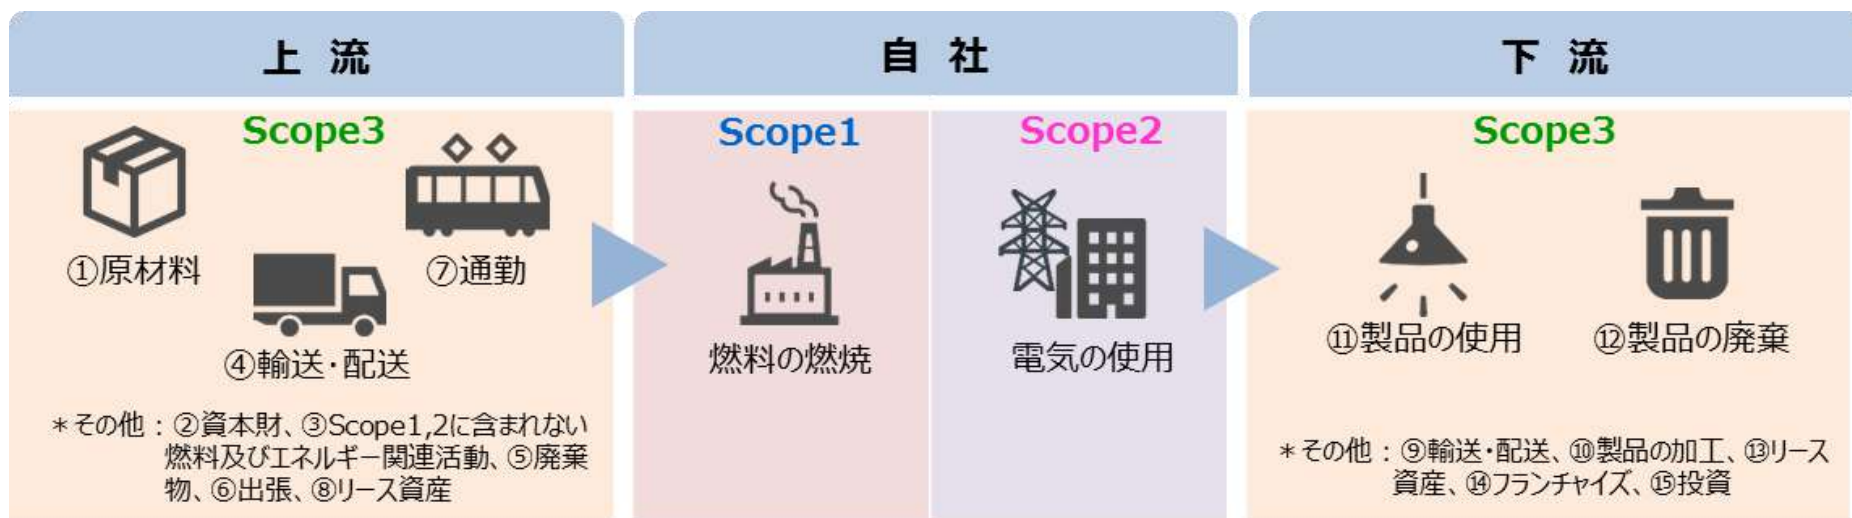 上 流
Scope3
①原材料
⑦通勤
④輸送・配送
＊その他：②資本財、③Scope1,2に含まれない
燃料及びエネルギー関連活動、⑤廃棄
物、⑥出張、⑧リース資産
自 社
Scope1
燃料の燃焼
Scope2
電気の使用
下 流
Scope3
⑪製品の使用
⑫製品の廃棄
＊その他：⑨輸送・配送、⑩製品の加工、⑬リース
資産、⑭フランチャイズ、⑮投資